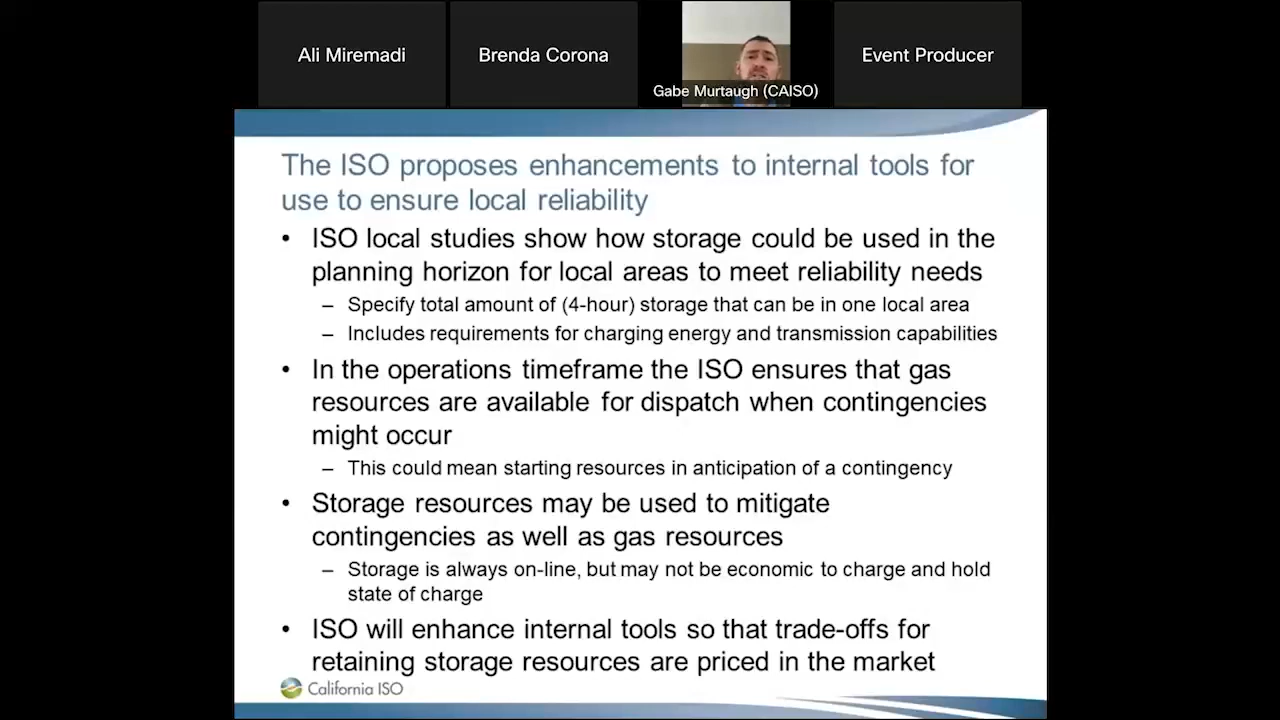 Ali Miremadi
Brenda Corona
Gabe Murtaugh (CAISO)
Event Producer
The ISO proposes enhancements to internal tools for
use to ensure local reliability
• ISO local studies show how storage could be used in the
planning horizon for local areas to meet reliability needs
– Specify total amount of (4-hour) storage that can be in one local area
– Includes requirements for charging energy and transmission capabilities
• In the operations timeframe the ISO ensures that gas
resources are available for dispatch when contingencies
might occur
– This could mean starting resources in anticipation of a contingency
• Storage resources may be used to mitigate
contingencies as well as gas resources
– Storage is always on-line, but may not be economic to charge and hold
state of charge
• ISO will enhance internal tools so that trade-offs for
retaining storage resources are priced in the market
California ISO